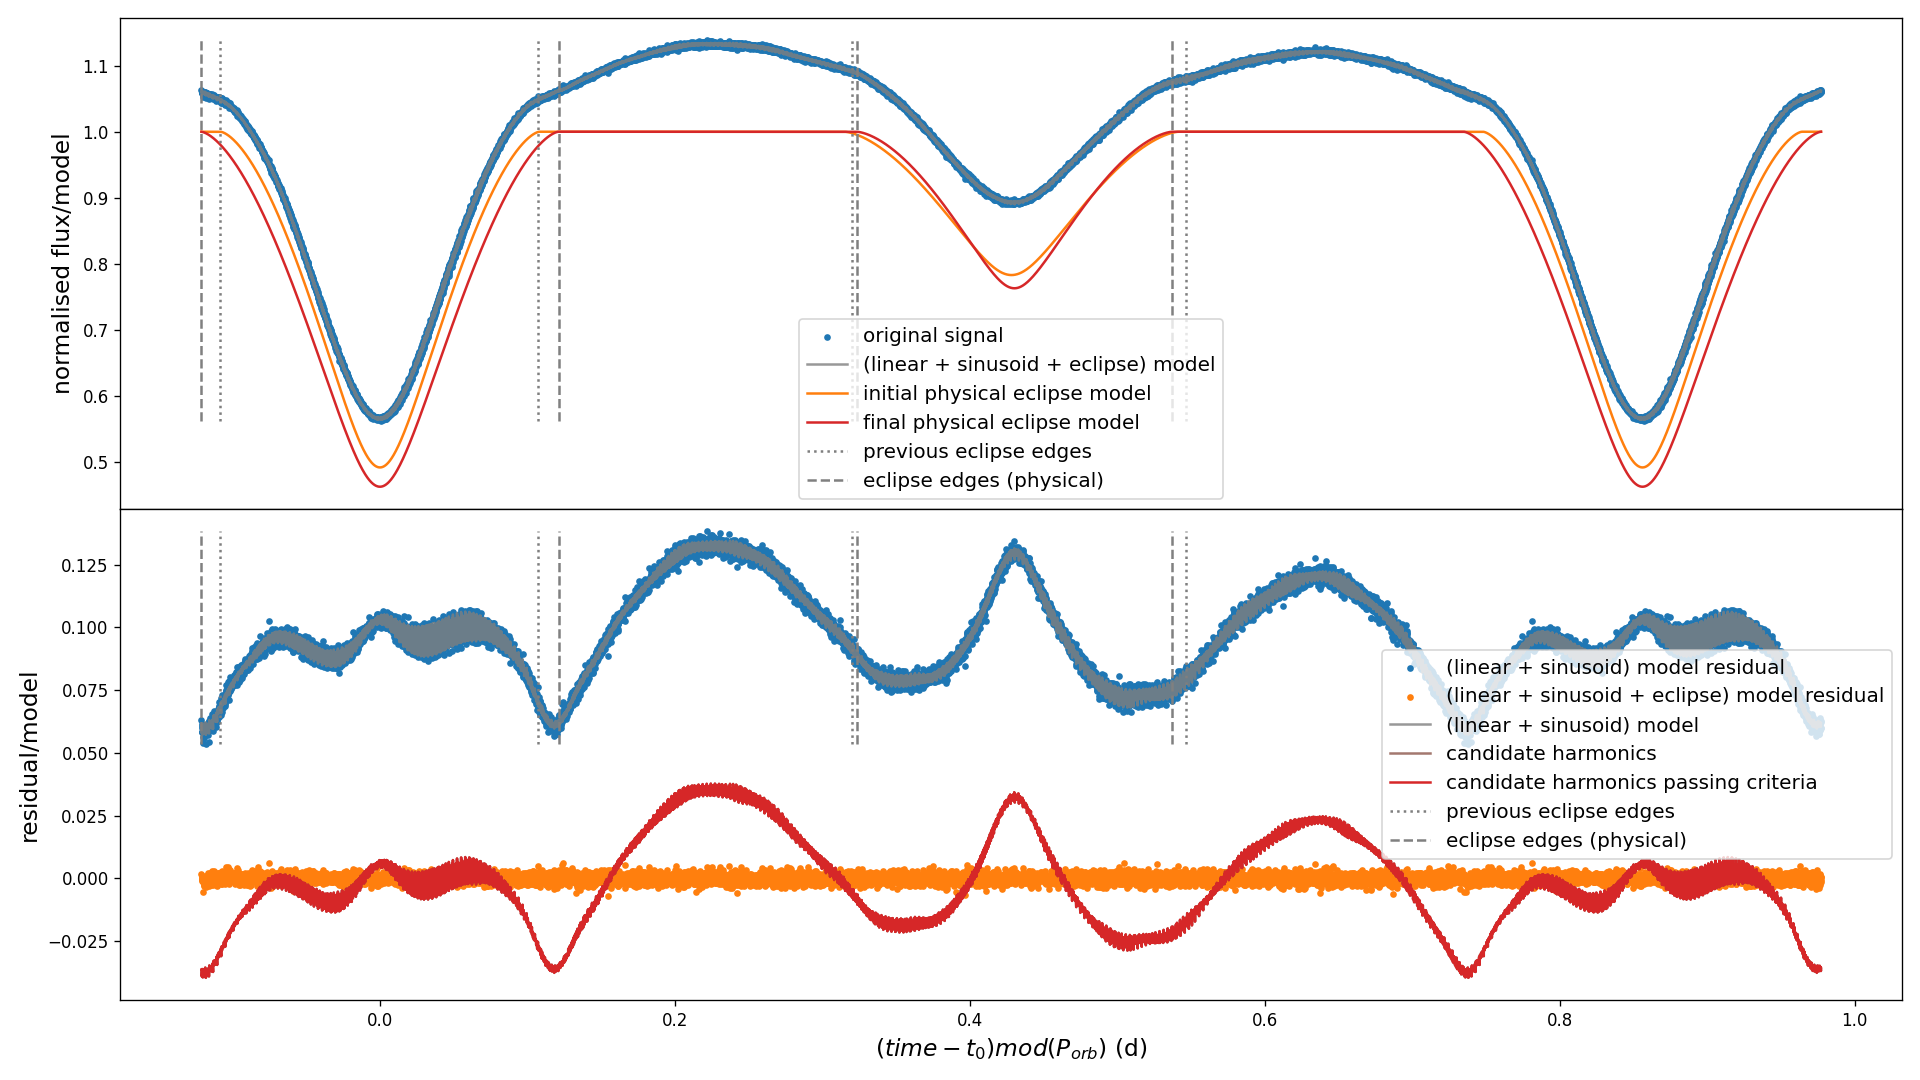 normalised flux/model
1.1
1.0
0.9
0.8
0.7
0.6
0.5
original signal
(linear + sinusoid + eclipse) model
initial physical eclipse model
final physical eclipse model
previous eclipse edges
eclipse edges (physical)
residual/model
0.125
0.100
0.075
0.050
0.025
0.000
−0.025
(linear + sinusoid) model residual
(linear + sinusoid + eclipse) model residual
(linear + sinusoid) model
candidate harmonics
candidate harmonics passing criteria
previous eclipse edges
eclipse edges (physical)
0.0 0.2 0.4 0.6 0.8 1.0
(time − t₀)mod(P_orb) (d)